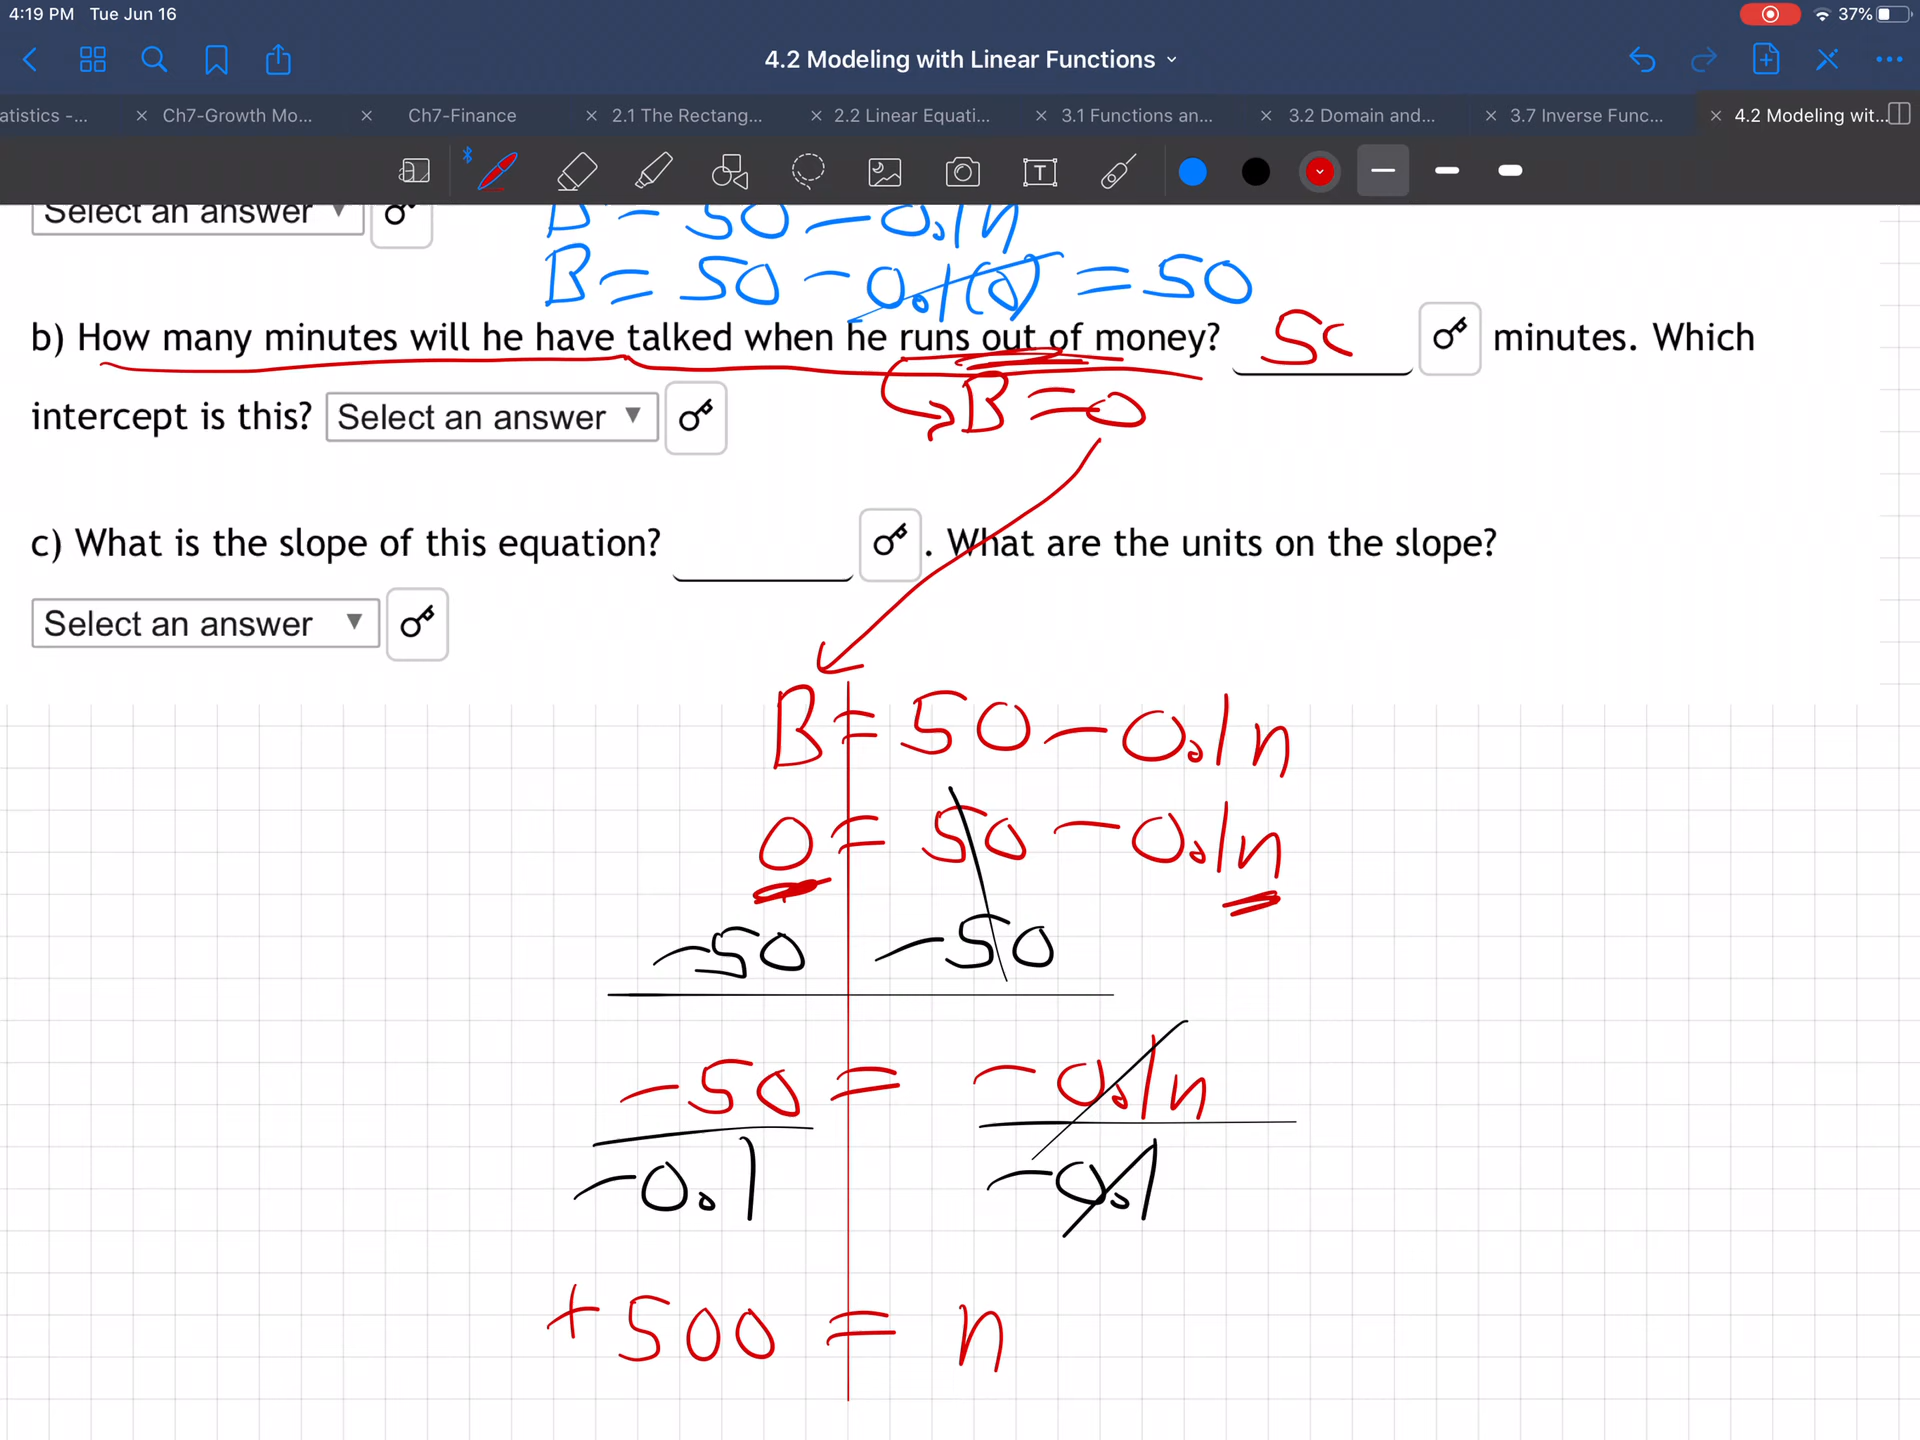 4:19 PM Tue Jun 16
37%
4.2 Modeling with Linear Functions
atistics -...
Ch7-Growth Mo...
Ch7-Finance
2.1 The Rectang...
2.2 Linear Equati...
3.1 Functions an...
3.2 Domain and...
3.7 Inverse Func...
4.2 Modeling wit...
T
B = 50 - 0.1n
Select an answer
B = 50 - 0.1(0) = 50
b) How many minutes will he have talked when he runs out of money? 50 minutes. Which
intercept is this? Select an answer
B = 0
c) What is the slope of this equation? . What are the units on the slope?
Select an answer
B = 50 - 0.1n
0 = 50 - 0.1n
-50 -50
-50 = -0.1n
-0.1 -0.1
+500 = n